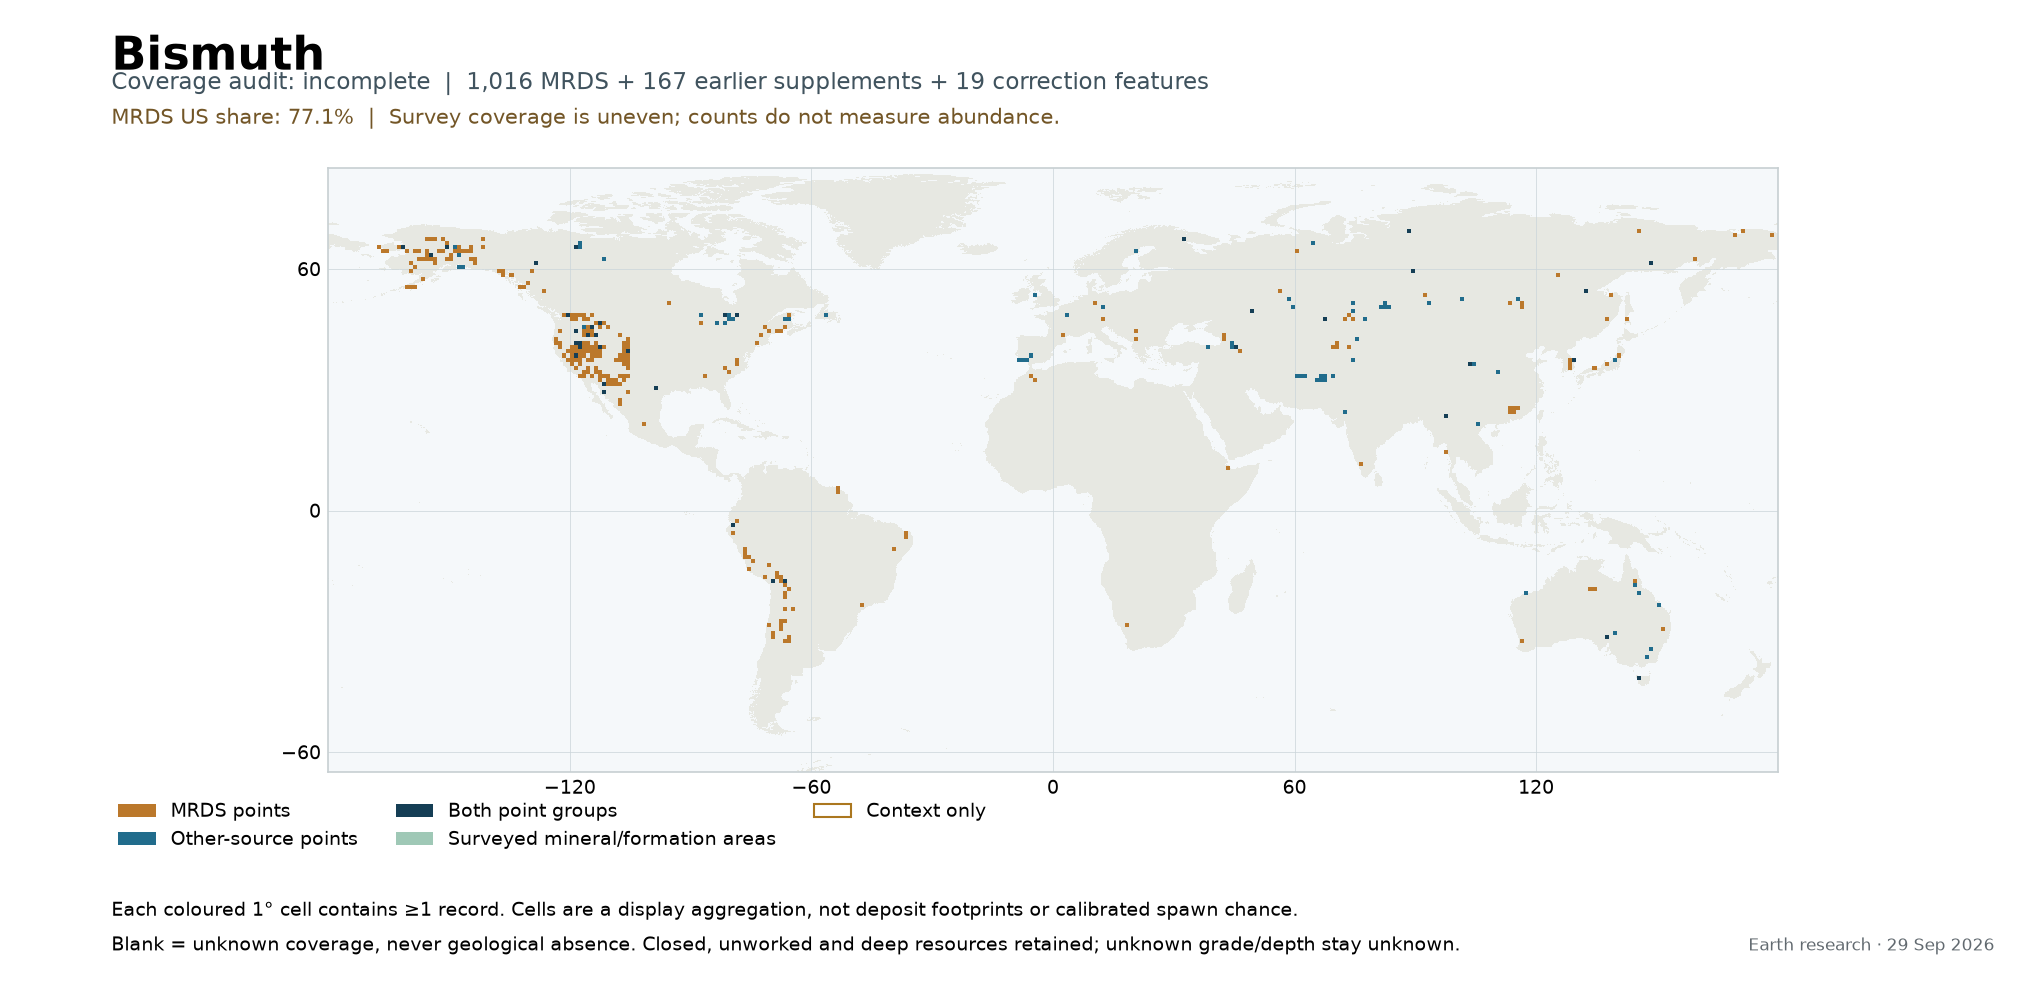 Bismuth
Coverage audit: incomplete | 1,016 MRDS + 167 earlier supplements + 19 correction features
MRDS US share: 77.1% | Survey coverage is uneven; counts do not measure abundance.
60
0
−60
−120
−60
0
60
120
MRDS points
Both point groups
Context only
Other-source points
Surveyed mineral/formation areas
Each coloured 1° cell contains ≥1 record. Cells are a display aggregation, not deposit footprints or calibrated spawn chance.
Blank = unknown coverage, never geological absence. Closed, unworked and deep resources retained; unknown grade/depth stay unknown.
Earth research · 29 Sep 2026